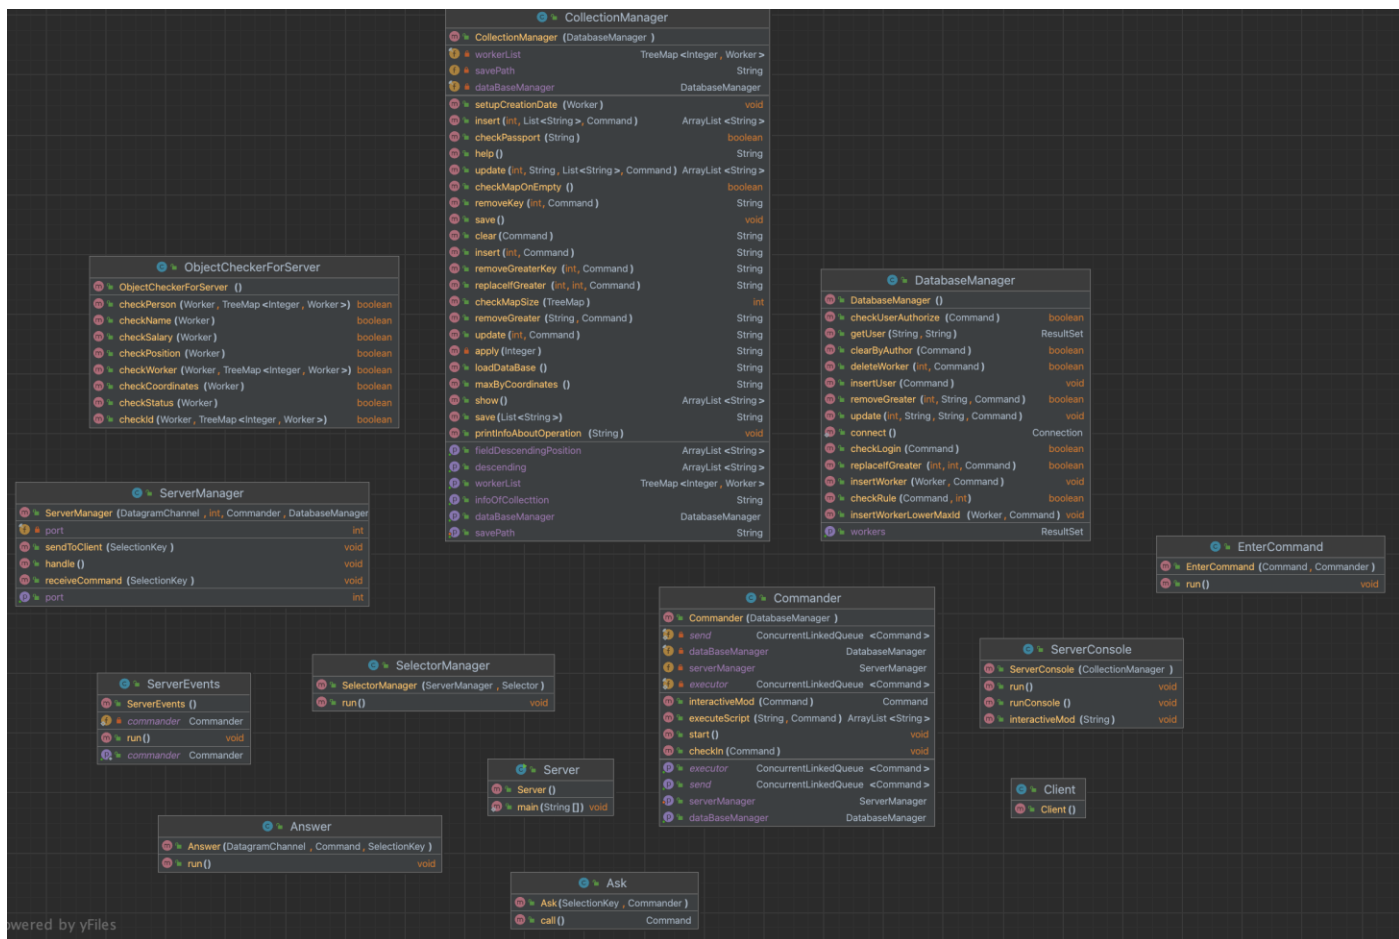 CollectionManager
CollectionManager (DatabaseManager )
workerList TreeMap <Integer , Worker >
savePath String
dataBaseManager DatabaseManager
setupCreationDate (Worker ) void
insert (int, List<String >, Command ) ArrayList <String >
checkPassport (String ) boolean
help () String
update (int, String , List<String >, Command ) ArrayList <String >
checkMapOnEmpty () boolean
removeKey (int, Command ) String
save () void
clear (Command ) String
insert (int, Command ) String
removeGreaterKey (int, Command ) String
replaceIfGreater (int, int, Command ) String
checkMapSize (TreeMap ) int
removeGreater (String , Command ) String
update (int, Command ) String
apply (Integer ) String
loadDataBase () String
maxByCoordinates () String
show () ArrayList <String >
save (List<String >) String
printInfoAboutOperation (String ) void
fieldDescendingPosition ArrayList <String >
descending ArrayList <String >
workerList TreeMap <Integer , Worker >
infoOfCollecttion String
dataBaseManager DatabaseManager
savePath String
ObjectCheckerForServer
ObjectCheckerForServer ()
checkPerson (Worker , TreeMap <Integer , Worker >) boolean
checkName (Worker ) boolean
checkSalary (Worker ) boolean
checkPosition (Worker ) boolean
checkWorker (Worker , TreeMap <Integer , Worker >) boolean
checkCoordinates (Worker ) boolean
checkStatus (Worker ) boolean
checkId (Worker , TreeMap <Integer , Worker >) boolean
DatabaseManager
DatabaseManager ()
checkUserAuthorize (Command ) boolean
getUser (String , String ) ResultSet
clearByAuthor (Command ) boolean
deleteWorker (int, Command ) boolean
insertUser (Command ) void
removeGreater (int, String , Command ) boolean
update (int, String , String , Command ) void
connect () Connection
checkLogin (Command ) boolean
replaceIfGreater (int, int, Command ) boolean
insertWorker (Worker , Command ) void
checkRule (Command , int) boolean
insertWorkerLowerMaxId (Worker , Command ) void
workers ResultSet
ServerManager
ServerManager (DatagramChannel , int, Commander , DatabaseManager
port int
sendToClient (SelectionKey ) void
handle () void
receiveCommand (SelectionKey ) void
port int
EnterCommand
EnterCommand (Command , Commander )
run () void
Commander
Commander (DatabaseManager )
send ConcurrentLinkedQueue <Command >
dataBaseManager DatabaseManager
serverManager ServerManager
executor ConcurrentLinkedQueue <Command >
interactiveMod (Command ) Command
executeScript (String , Command ) ArrayList <String >
start () void
checkIn (Command ) void
executor ConcurrentLinkedQueue <Command >
send ConcurrentLinkedQueue <Command >
serverManager ServerManager
dataBaseManager DatabaseManager
ServerConsole
ServerConsole (CollectionManager )
run () void
runConsole () void
interactiveMod (String ) void
SelectorManager
SelectorManager (ServerManager , Selector )
run () void
ServerEvents
ServerEvents ()
commander Commander
run () void
commander Commander
Server
Server ()
main (String []) void
Client
Client ()
Answer
Answer (DatagramChannel , Command , SelectionKey )
run () void
Ask
Ask (SelectionKey , Commander )
call () Command
owered by yFiles